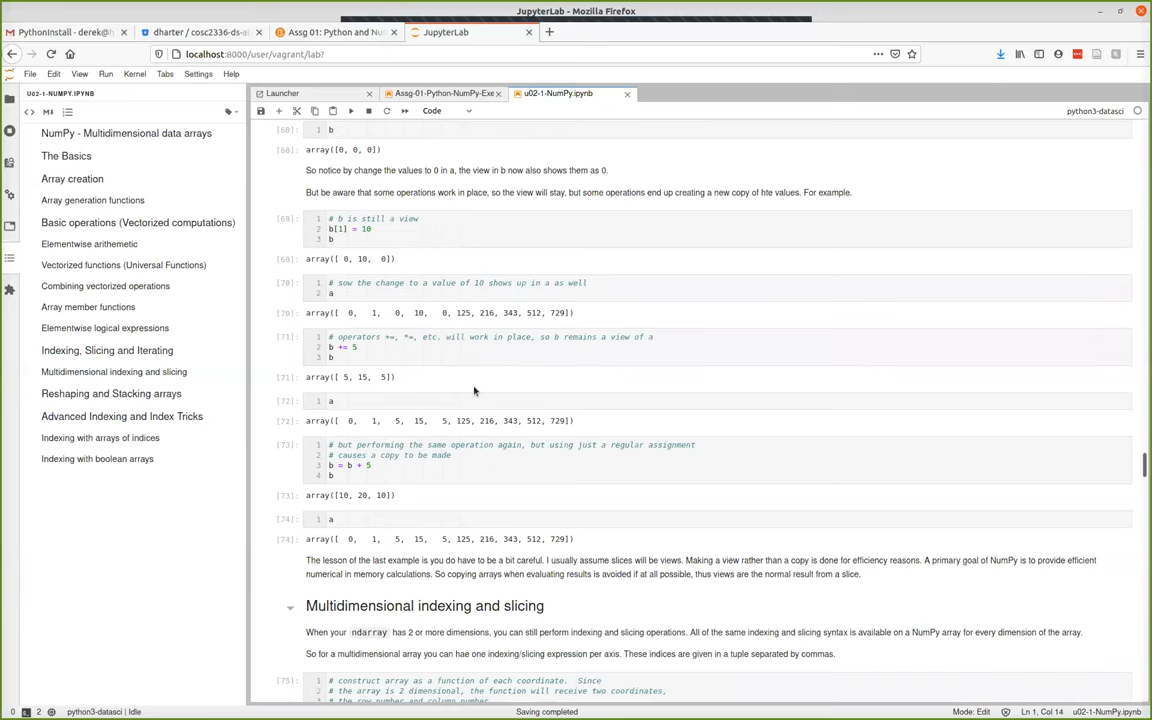 JupyterLab - Mozilla Firefox
PythonInstall - derek@h
dharter / cosc2336-ds-a
Assg 01: Python and Nu
JupyterLab
localhost:8000/user/vagrant/lab?
File Edit View Run Kernel Tabs Settings Help
U02-1-NUMPY.IPYNB
Launcher
Assg-01-Python-NumPy-Exe
u02-1-NumPy.ipynb
M↓
Code
python3-datasci
NumPy - Multidimensional data arrays
The Basics
Array creation
Array generation functions
Basic operations (Vectorized computations)
Elementwise arithemetic
Vectorized functions (Universal Functions)
Combining vectorized operations
Array member functions
Elementwise logical expressions
Indexing, Slicing and Iterating
Multidimensional indexing and slicing
Reshaping and Stacking arrays
Advanced Indexing and Index Tricks
Indexing with arrays of indices
Indexing with boolean arrays
[68]: 1 b
[68]: array([0, 0, 0])
So notice by change the values to 0 in a, the view in b now also shows them as 0.
But be aware that some operations work in place, so the view will stay, but some operations end up creating a new copy of hte values. For example.
[69]: 1 # b is still a view
2 b[1] = 10
3 b
[69]: array([ 0, 10, 0])
[70]: 1 # sow the change to a value of 10 shows up in a as well
2 a
[70]: array([ 0, 1, 0, 10, 0, 125, 216, 343, 512, 729])
[71]: 1 # operators +=, *=, etc. will work in place, so b remains a view of a
2 b += 5
3 b
[71]: array([ 5, 15, 5])
[72]: 1 a
[72]: array([ 0, 1, 5, 15, 5, 125, 216, 343, 512, 729])
[73]: 1 # but performing the same operation again, but using just a regular assignment
2 # causes a copy to be made
3 b = b + 5
4 b
[73]: array([10, 20, 10])
[74]: 1 a
[74]: array([ 0, 1, 5, 15, 5, 125, 216, 343, 512, 729])
The lesson of the last example is you do have to be a bit careful. I usually assume slices will be views. Making a view rather than a copy is done for efficiency reasons. A primary goal of NumPy is to provide efficient
numerical in memory calculations. So copying arrays when evaluating results is avoided if at all possible, thus views are the normal result from a slice.
Multidimensional indexing and slicing
When your ndarray has 2 or more dimensions, you can still perform indexing and slicing operations. All of the same indexing and slicing syntax is available on a NumPy array for every dimension of the array.
So for a multidimensional array you can hae one indexing/slicing expression per axis. These indices are given in a tuple separated by commas.
[75]: 1 # construct array as a function of each coordinate. Since
2 # the array is 2 dimensional, the function will receive two coordinates,
3 # the row number and column number
0 2 python3-datasci | Idle
Saving completed
Mode: Edit Ln 1, Col 14 u02-1-NumPy.ipynb